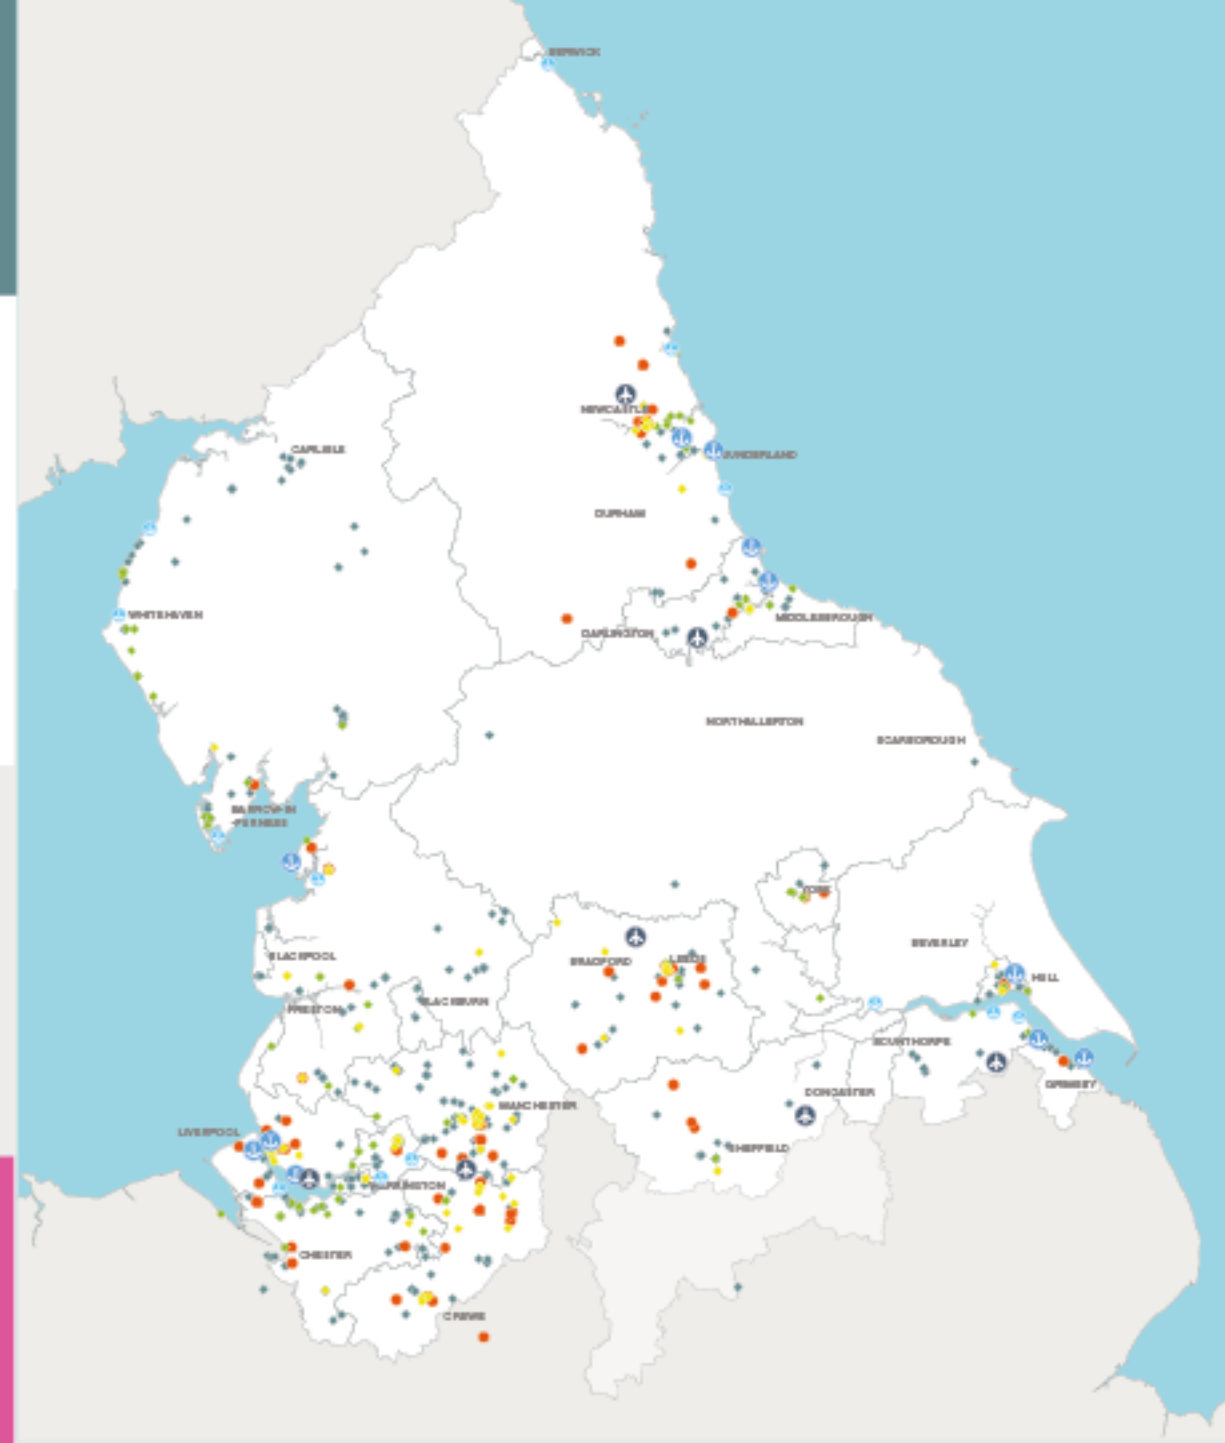 BERWICK
NEWCASTLE
CARLISLE
SUNDERLAND
DURHAM
WHITEHAVEN
MIDDLESBROUGH
DARLINGTON
NORTHALLERTON
SCARBOROUGH
BARROW-IN
-FURNESS
YORK
BEVERLEY
BLACKPOOL
BRADFORD
LEEDS
HULL
PRESTON
BLACKBURN
SCUNTHORPE
GRIMSBY
DONCASTER
MANCHESTER
LIVERPOOL
SHEFFIELD
WARRINGTON
CHESTER
CREWE